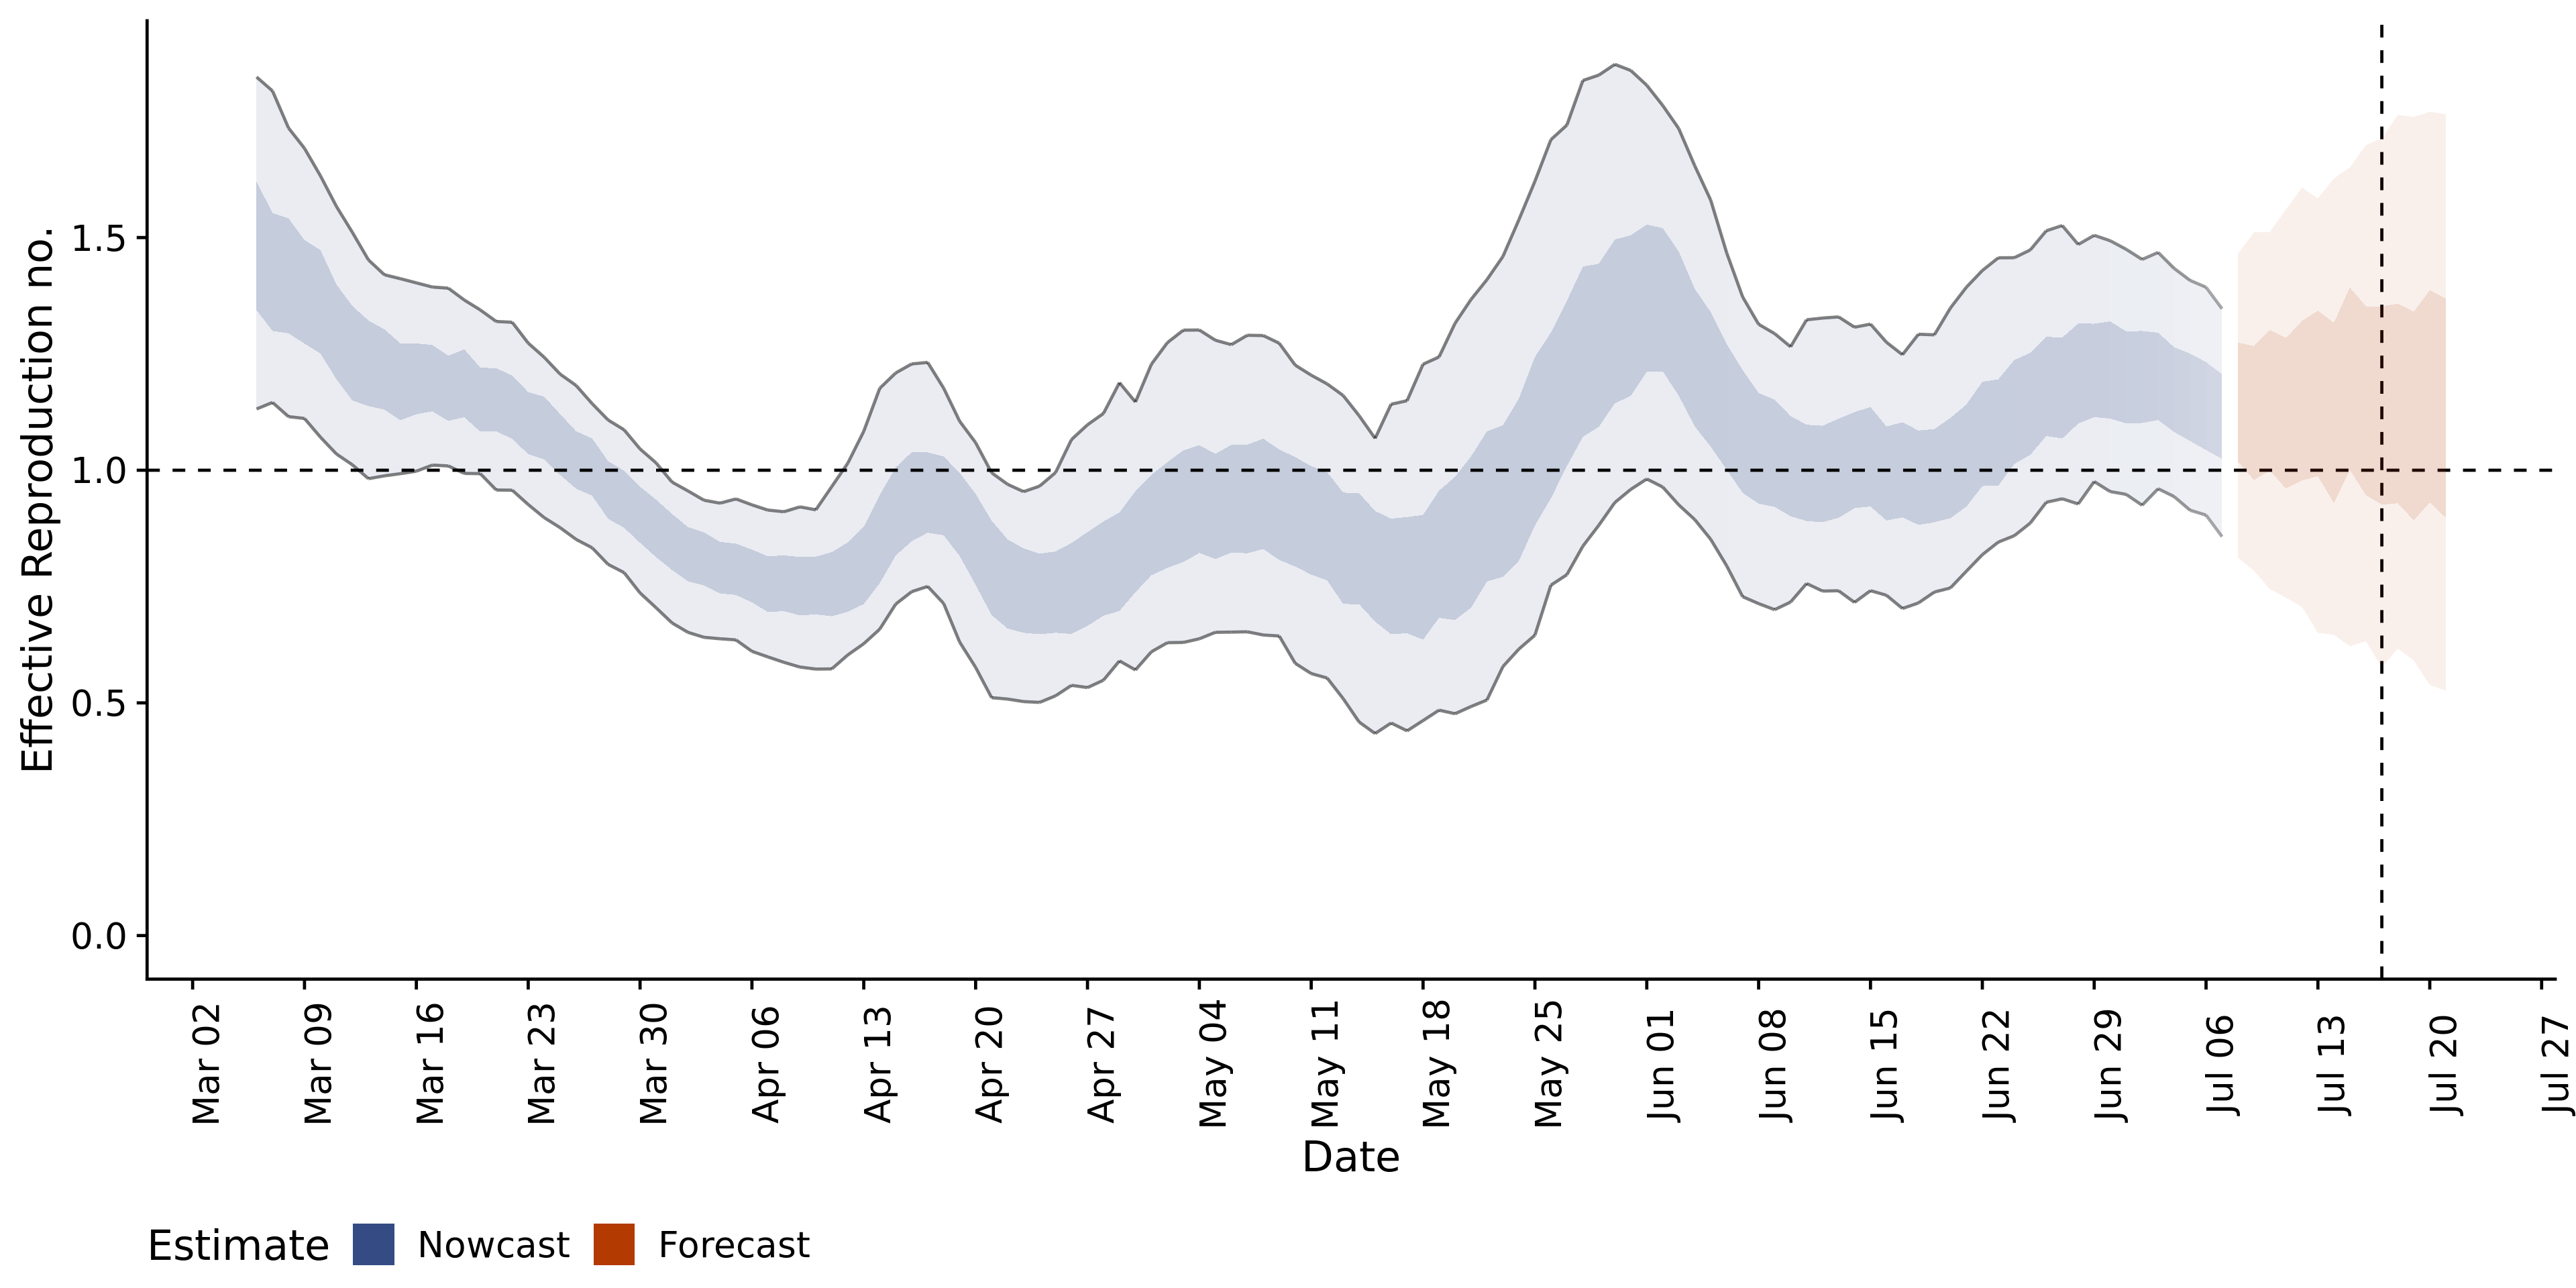 Effective Reproduction no.
1.5
1.0
0.5
0.0
Mar 02
Mar 09
Mar 16
Mar 23
Mar 30
Apr 06
Apr 13
Apr 20
Apr 27
May 04
May 11
May 18
May 25
Jun 01
Jun 08
Jun 15
Jun 22
Jun 29
Jul 06
Jul 13
Jul 20
Jul 27
Date
Estimate Nowcast Forecast